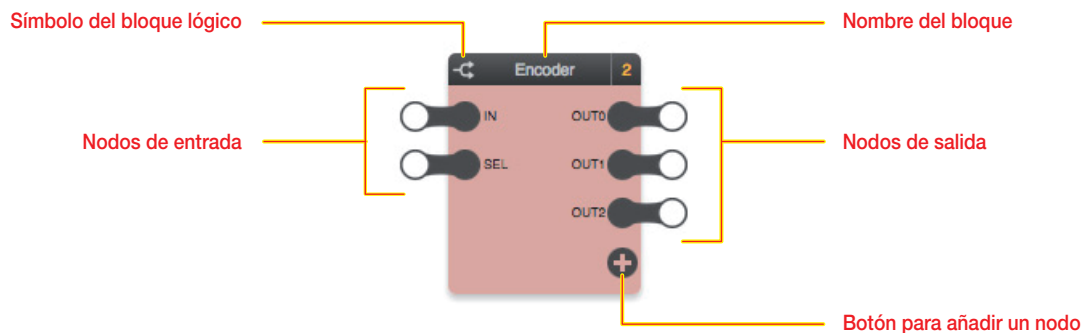 Símbolo del bloque lógico
Nombre del bloque
Encoder 2
Nodos de entrada
IN
SEL
OUT0
OUT1
OUT2
Nodos de salida
Botón para añadir un nodo